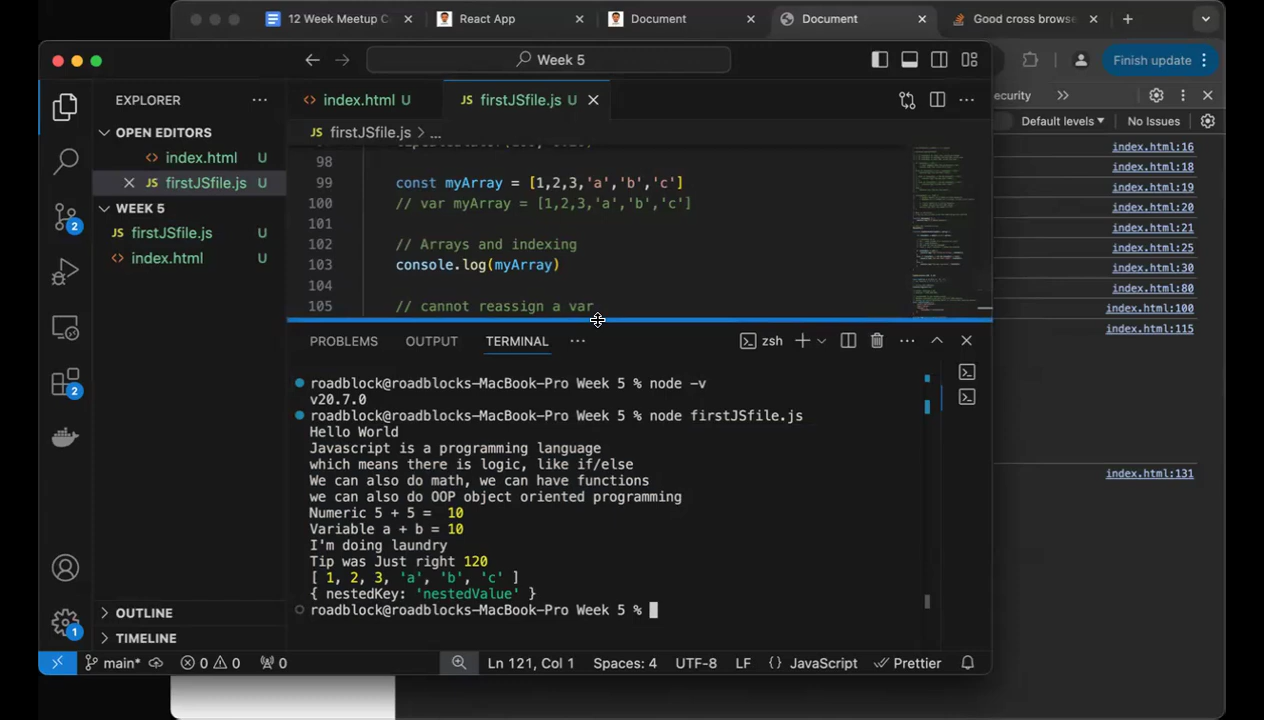 12 Week Meetup C
React App
Document
Document
Good cross browse
Week 5
Finish update
EXPLORER
index.html U
firstJSfile.js U
ecurity
OPEN EDITORS
firstJSfile.js > ...
Default levels
No Issues
index.html U
firstJSfile.js U
WEEK 5
firstJSfile.js U
index.html U
98
99 const myArray = [1,2,3,'a','b','c']
100 // var myArray = [1,2,3,'a','b','c']
101
102 // Arrays and indexing
103 console.log(myArray)
104
105 // cannot reassign a var
index.html:16
index.html:18
index.html:19
index.html:20
index.html:21
index.html:25
index.html:30
index.html:80
index.html:100
index.html:115
index.html:131
2
2
1
PROBLEMS OUTPUT TERMINAL
zsh
roadblock@roadblocks-MacBook-Pro Week 5 % node -v
v20.7.0
roadblock@roadblocks-MacBook-Pro Week 5 % node firstJSfile.js
Hello World
Javascript is a programming language
which means there is logic, like if/else
We can also do math, we can have functions
we can also do OOP object oriented programming
Numeric 5 + 5 =  10
Variable a + b = 10
I'm doing laundry
Tip was Just right 120
[ 1, 2, 3, 'a', 'b', 'c' ]
{ nestedKey: 'nestedValue' }
roadblock@roadblocks-MacBook-Pro Week 5 %
OUTLINE
TIMELINE
main* 0 0 0 Ln 121, Col 1 Spaces: 4 UTF-8 LF {} JavaScript Prettier